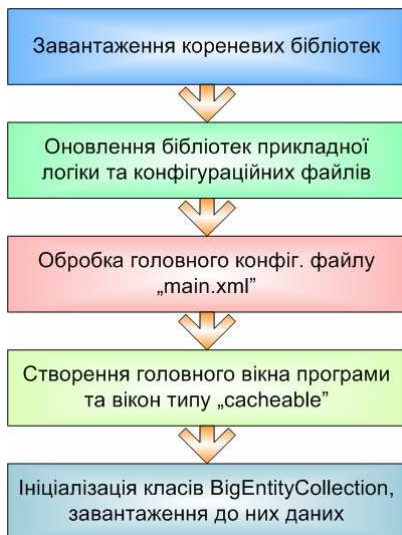 Завантаження кореневих бібліотек
Оновлення бібліотек прикладної
логіки та конфігураційних файлів
Обробка головного конфіг. файлу
„main.xml”
Створення головного вікна програми
та вікон типу „cacheable”
Ініціалізація класів BigEntityCollection,
завантаження до них даних